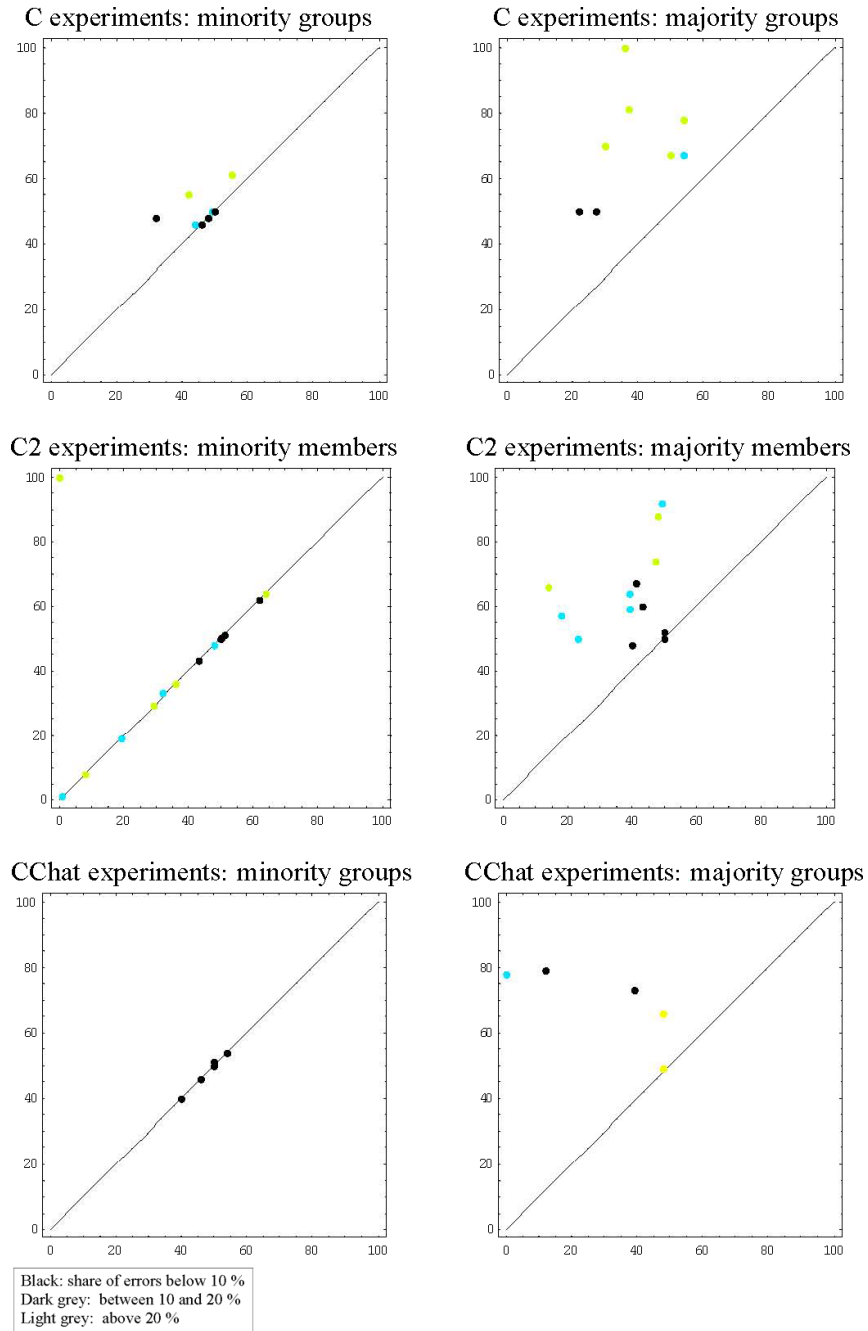 C experiments: minority groups
C experiments: majority groups
100
80
60
40
20
0
0 20 40 60 80 100
100
80
60
40
20
0
0 20 40 60 80 100
C2 experiments: minority members
C2 experiments: majority members
100
80
60
40
20
0
0 20 40 60 80 100
100
80
60
40
20
0
0 20 40 60 80 100
CChat experiments: minority groups
CChat experiments: majority groups
100
80
60
40
20
0
0 20 40 60 80 100
100
80
60
40
20
0
0 20 40 60 80 100
Black: share of errors below 10 %
Dark grey: between 10 and 20 %
Light grey: above 20 %